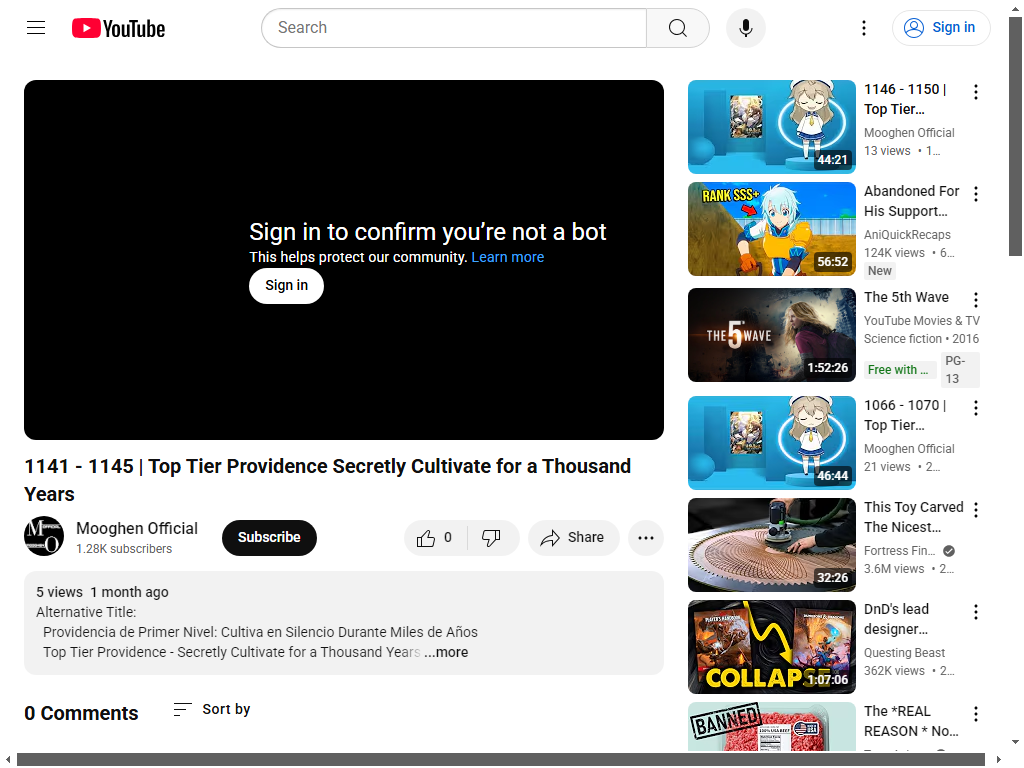 YouTube
Search
Sign in
Sign in to confirm you're not a bot
This helps protect our community. Learn more
Sign in
1141 - 1145 | Top Tier Providence Secretly Cultivate for a Thousand
Years
Mooghen Official
1.28K subscribers
Subscribe
0
Share
5 views 1 month ago
Alternative Title:
Providencia de Primer Nivel: Cultiva en Silencio Durante Miles de Años
Top Tier Providence - Secretly Cultivate for a Thousand Years ...more
0 Comments
Sort by
44:21
1146 - 1150 |
Top Tier...
Mooghen Official
13 views • 1...
RANK SSS+
56:52
Abandoned For
His Support...
AniQuickRecaps
124K views • 6...
New
THE 5TH WAVE
1:52:26
The 5th Wave
YouTube Movies & TV
Science fiction • 2016
Free with ...
PG-
13
46:44
1066 - 1070 |
Top Tier...
Mooghen Official
21 views • 2...
32:26
This Toy Carved
The Nicest...
Fortress Fin...
3.6M views • 2...
COLLAPSE
1:07:06
DnD's lead
designer...
Questing Beast
362K views • 2...
BANNED
The *REAL
REASON * No...